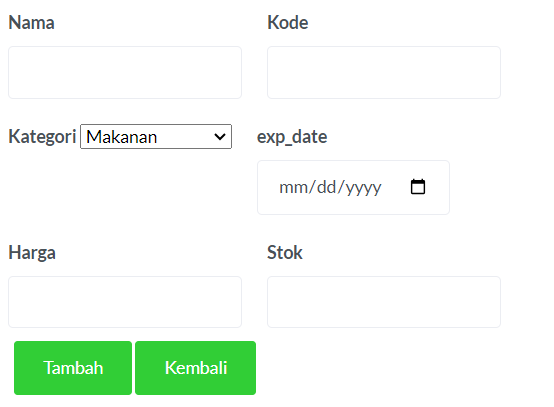 Nama Kode
Kategori Makanan exp_date
mm/dd/yyyy
Harga Stok
Tambah Kembali